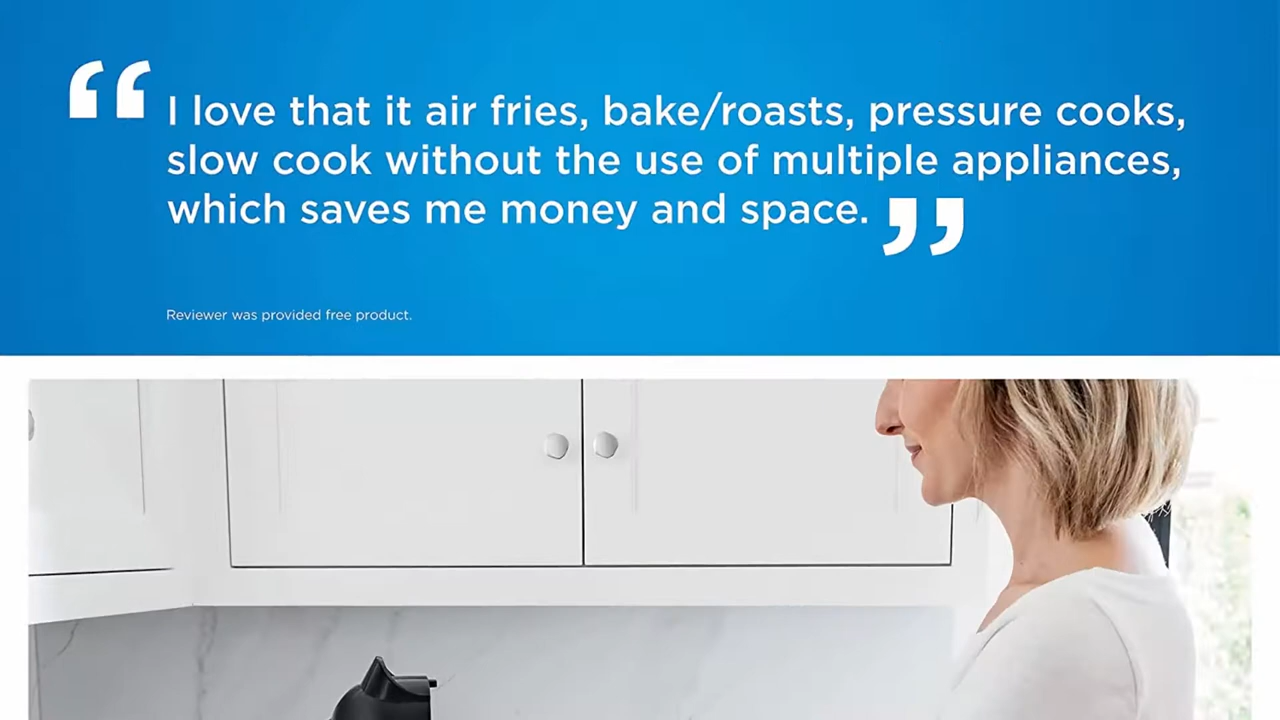 “ I love that it air fries, bake/roasts, pressure cooks,
slow cook without the use of multiple appliances,
which saves me money and space. ”
Reviewer was provided free product.